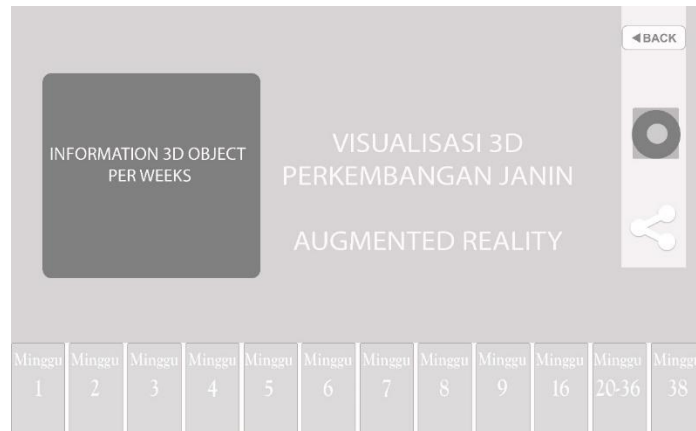 ◀BACK
INFORMATION 3D OBJECT
PER WEEKS
VISUALISASI 3D
PERKEMBANGAN JANIN
AUGMENTED REALITY
Minggu Minggu Minggu Minggu Minggu Minggu Minggu Minggu Minggu Minggu Minggu Minggu
1 2 3 4 5 6 7 8 9 16 20-36 38